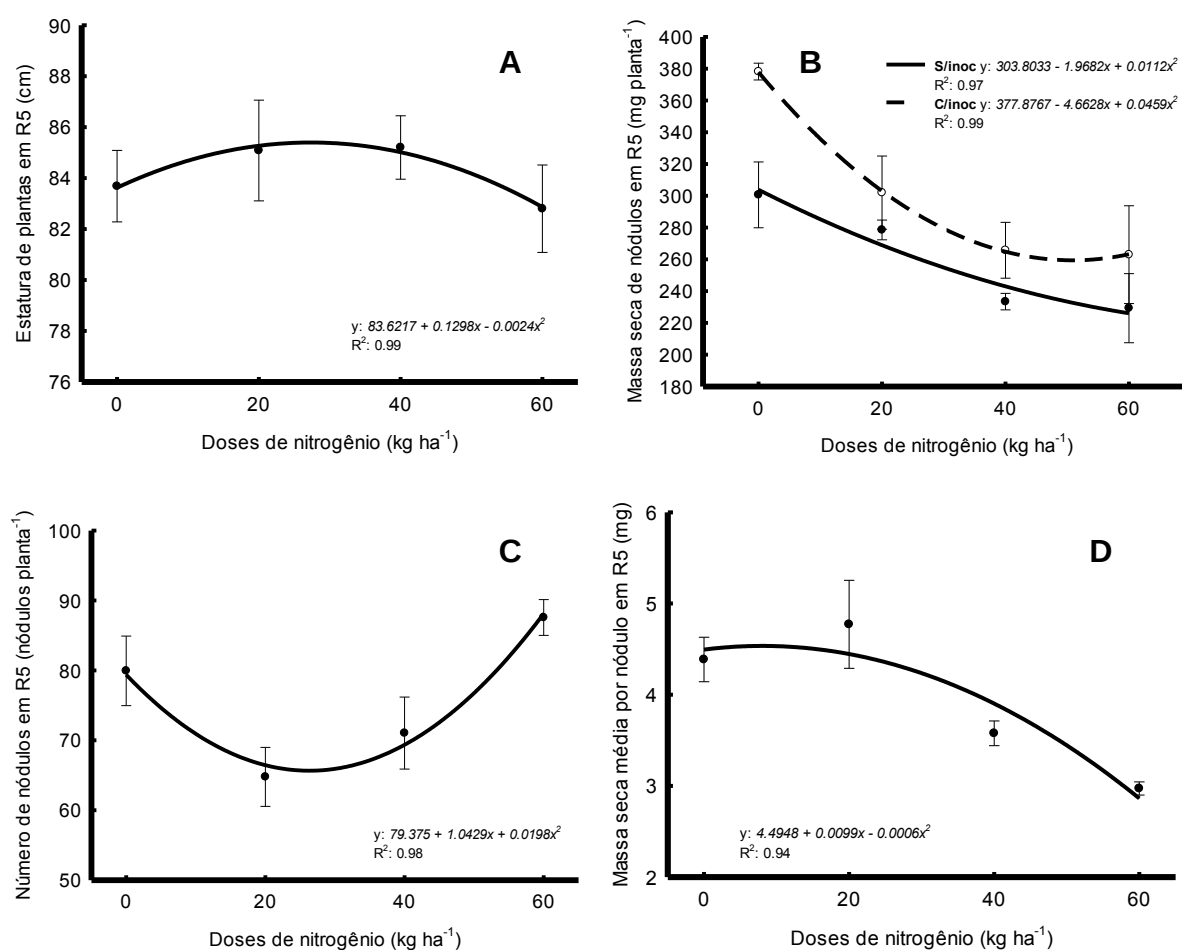 A
Estatura de plantas em R5 (cm)
90
88
86
84
82
80
78
76
y: 83.6217 + 0.1298x - 0.0024x²
R²: 0.99
0 20 40 60
Doses de nitrogênio (kg ha⁻¹)
B
Massa seca de nódulos em R5 (mg planta⁻¹)
400
380
360
340
320
300
280
260
240
220
200
180
S/inoc y: 303.8033 - 1.9682x + 0.0112x²
R²: 0.97
C/inoc y: 377.8767 - 4.6628x + 0.0459x²
R²: 0.99
0 20 40 60
Doses de nitrogênio (kg ha⁻¹)
C
Número de nódulos em R5 (nódulos planta⁻¹)
100
90
80
70
60
50
y: 79.375 + 1.0429x + 0.0198x²
R²: 0.98
0 20 40 60
Doses de nitrogênio (kg ha⁻¹)
D
Massa seca média por nódulo em R5 (mg)
6
5
4
3
2
y: 4.4948 + 0.0099x - 0.0006x²
R²: 0.94
0 20 40 60
Doses de nitrogênio (kg ha⁻¹)